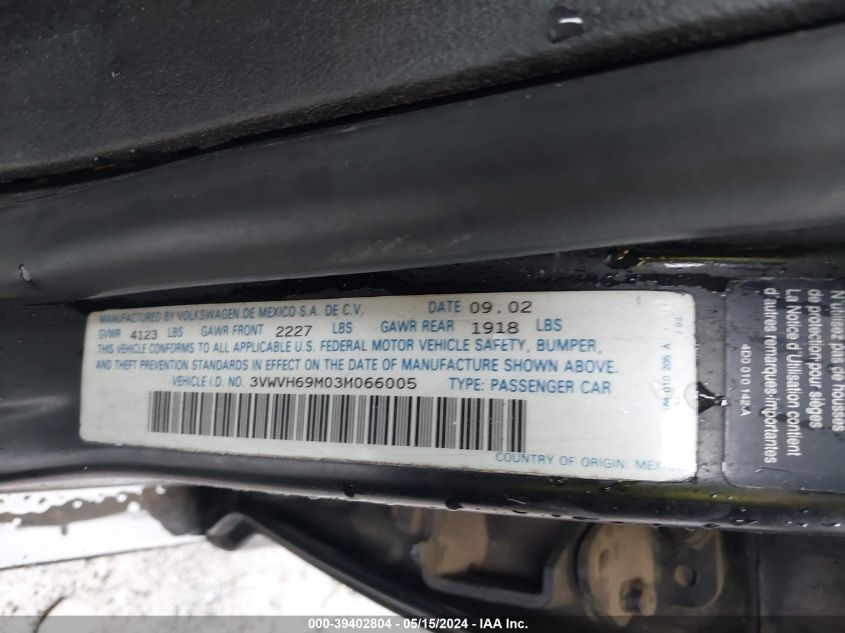 MANUFACTURED BY VOLKSWAGEN DE MEXICO S.A. DE C.V. DATE 09.02
GVWR 4123 LBS GAWR FRONT 2227 LBS GAWR REAR 1918 LBS
THIS VEHICLE CONFORMS TO ALL APPLICABLE U.S. FEDERAL MOTOR VEHICLE SAFETY, BUMPER,
AND THEFT PREVENTION STANDARDS IN EFFECT ON THE DATE OF MANUFACTURE SHOWN ABOVE.
VEHICLE I.D. NO. 3VWVH69M03M066005 TYPE: PASSENGER CAR
COUNTRY OF ORIGIN:
de protection pour sièges
La Notice d'Utilisation contient
d'autres remarques importantes
4D0 010 142 A
000-39402804 - 05/15/2024 - IAA Inc.